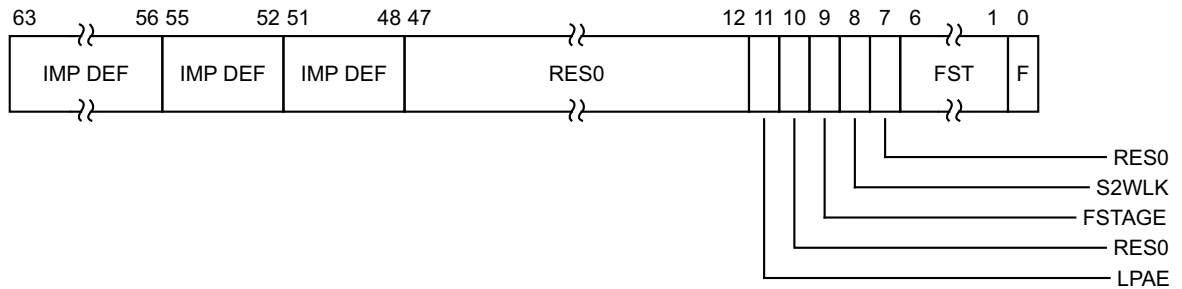 63 56 55 52 51 48 47 12 11 10 9 8 7 6 1 0
IMP DEF IMP DEF IMP DEF RES0 FST F
RES0
S2WLK
FSTAGE
RES0
LPAE